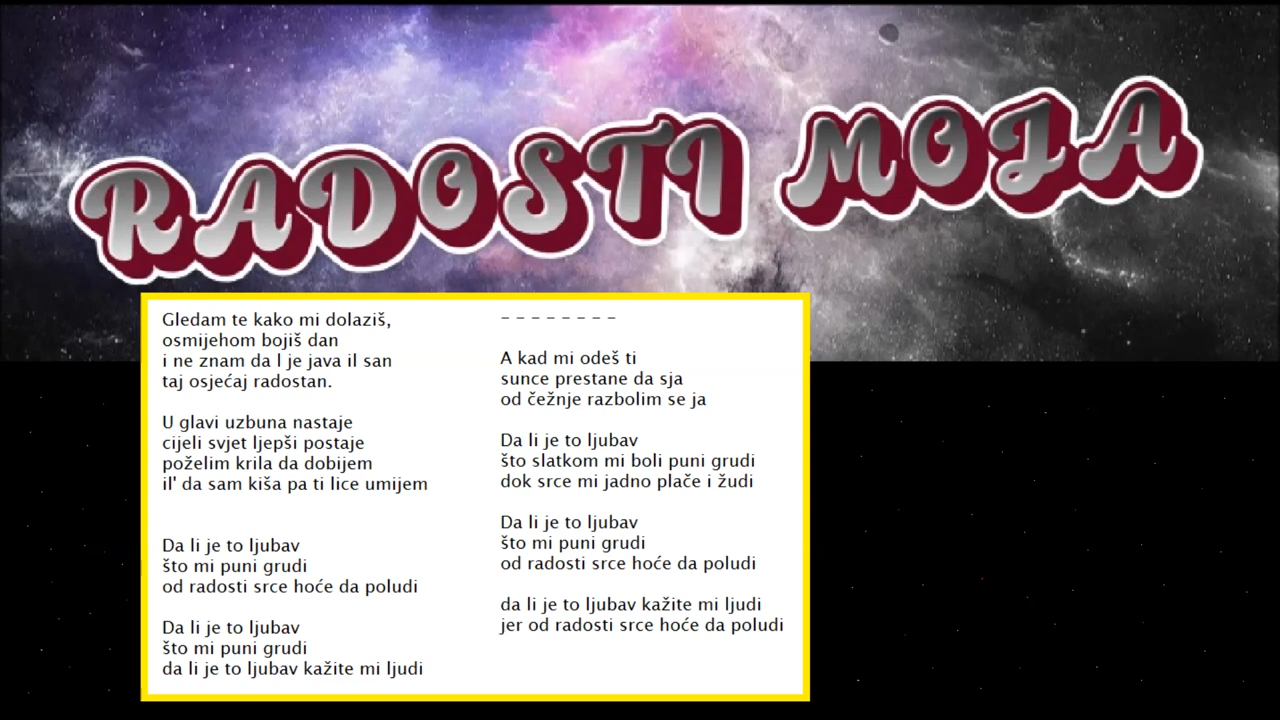 RADOSTI MOJA
Gledam te kako mi dolaziš,
osmijehom bojiš dan
i ne znam da l je java il san
taj osjećaj radostan.
U glavi uzbuna nastaje
cijeli svjet ljepši postaje
poželim krila da dobijem
il' da sam kiša pa ti lice umijem
Da li je to ljubav
što mi puni grudi
od radosti srce hoće da poludi
Da li je to ljubav
što mi puni grudi
da li je to ljubav kažite mi ljudi
– – – – – – – –
A kad mi odeš ti
sunce prestane da sja
od čežnje razbolim se ja
Da li je to ljubav
što slatkom mi boli puni grudi
dok srce mi jadno plače i žudi
Da li je to ljubav
što mi puni grudi
od radosti srce hoće da poludi
da li je to ljubav kažite mi ljudi
jer od radosti srce hoće da poludi